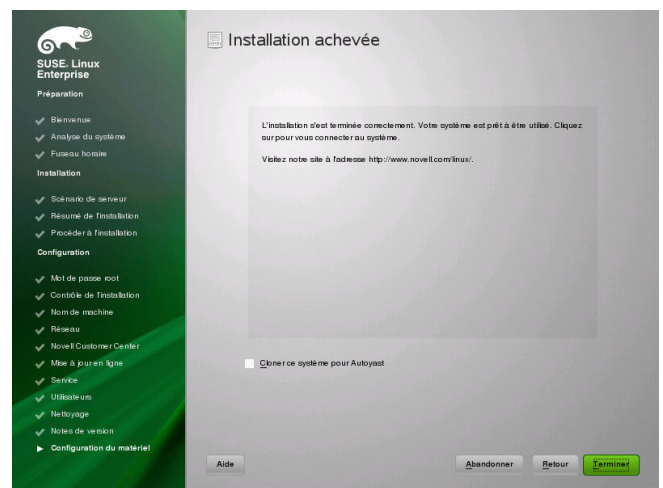 SUSE. Linux
Enterprise
Préparation
Bienvenue
Analyse du système
Fuseau horaire
Installation
Scénario de serveur
Résumé de l'installation
Procéder à l'installation
Configuration
Mot de passe root
Contrôle de l'installation
Nom de machine
Réseau
Novell Customer Center
Mise à jour en ligne
Service
Utilisateurs
Nettoyage
Notes de version
Configuration du matériel
Installation achevée
L'installation s'est terminée correctement. Votre système est prêt à être utilisé. Cliquez
sur pour vous connecter au système.
Visitez notre site à l'adresse http://www.novell.com/linux/.
Cloner ce système pour Autoyast
Aide
Abandonner
Retour
Terminer